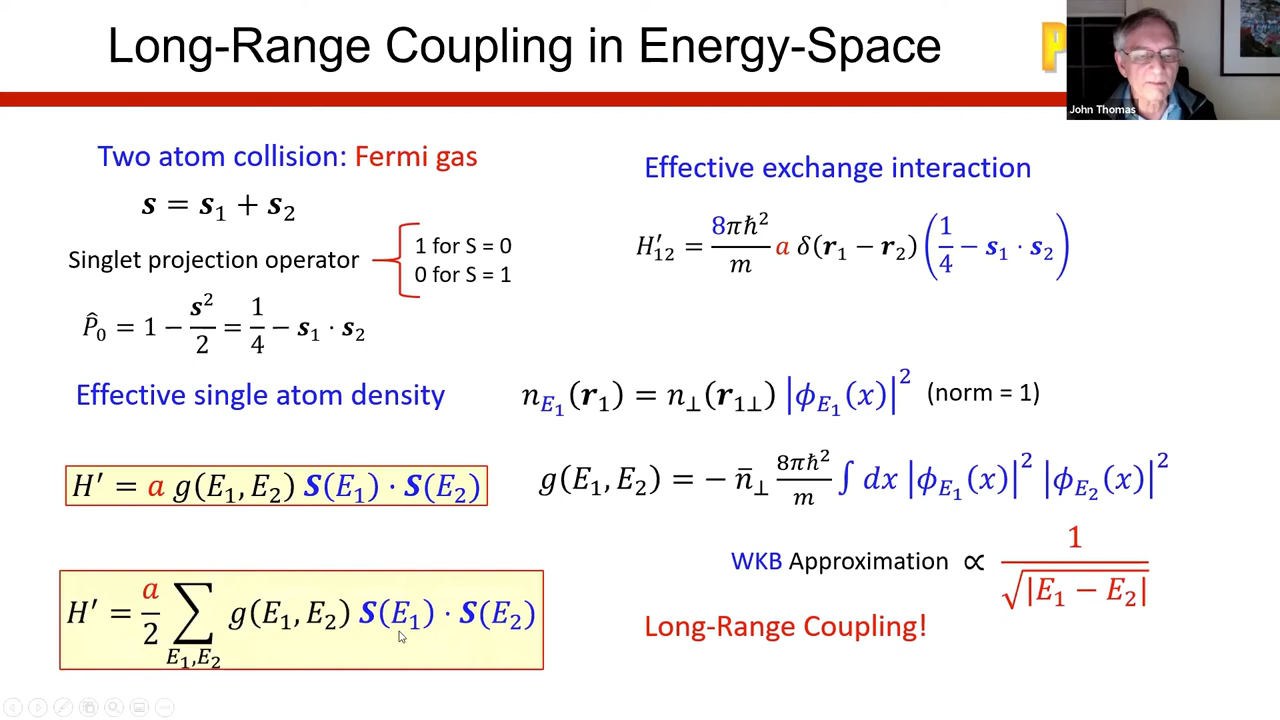 Long-Range Coupling in Energy-Space
P
John Thomas
Two atom collision: Fermi gas
s = s₁ + s₂
Singlet projection operator
1 for S = 0
0 for S = 1
P̂₀ = 1 − s²/2 = 1/4 − s₁ · s₂
Effective exchange interaction
H′₁₂ = 8πℏ²/m a δ(r₁ − r₂) (1/4 − s₁ · s₂)
Effective single atom density
n_E₁(r₁) = n⊥(r₁⊥) |ϕ_E₁(x)|² (norm = 1)
H′ = a g(E₁, E₂) S(E₁) · S(E₂)
g(E₁, E₂) = − n̄⊥ 8πℏ²/m ∫ dx |ϕ_E₁(x)|² |ϕ_E₂(x)|²
WKB Approximation ∝ 1/√|E₁ − E₂|
H′ = a/2 ∑_E₁,E₂ g(E₁, E₂) S(E₁) · S(E₂)
Long-Range Coupling!